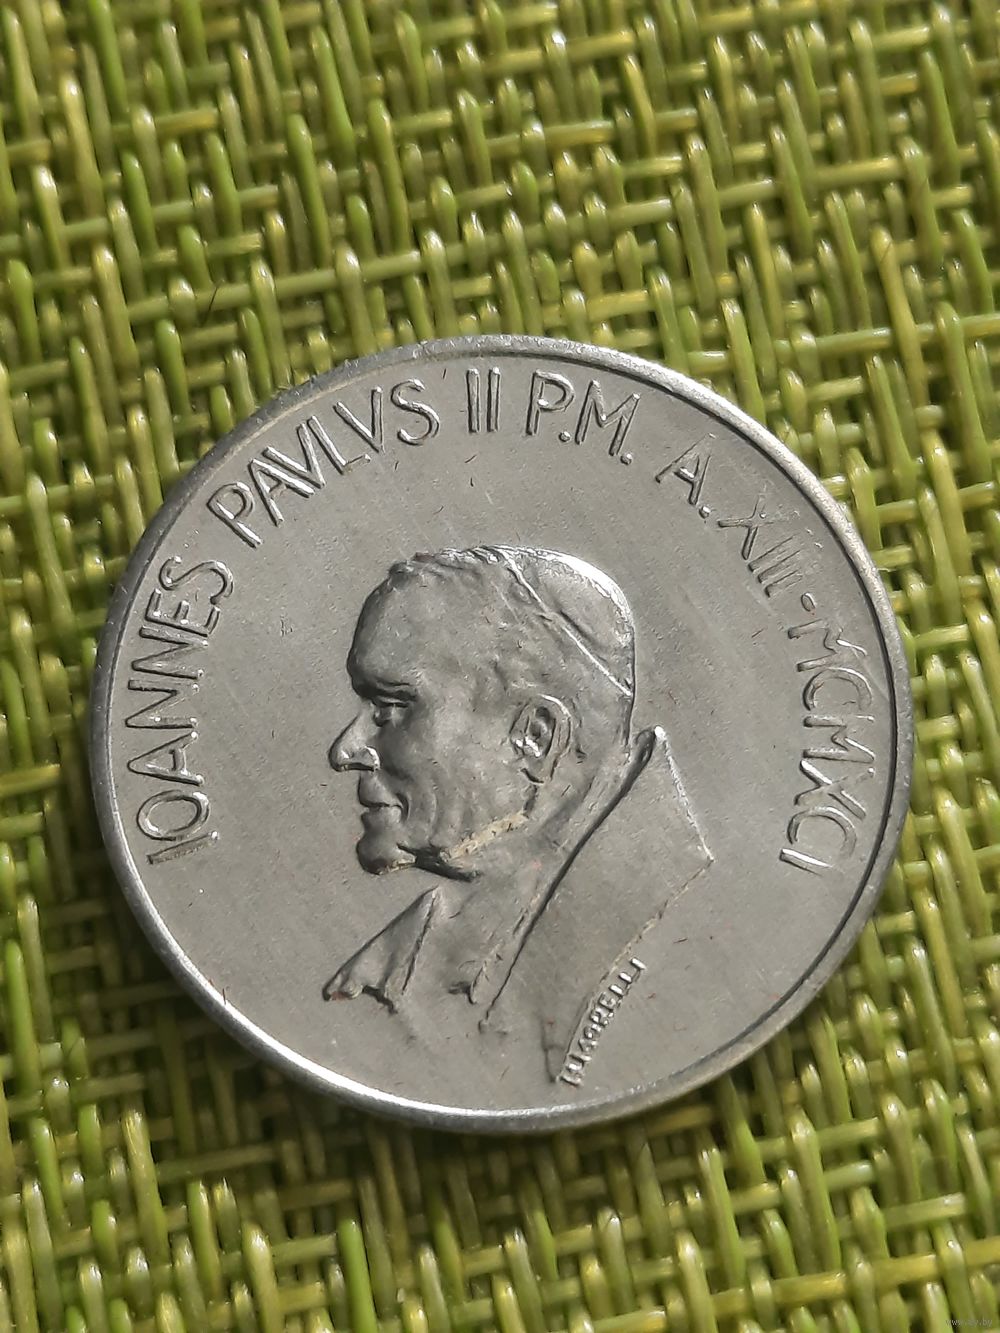 IOANNES PAVLVS II P.M. A. XIII · MCMXCI